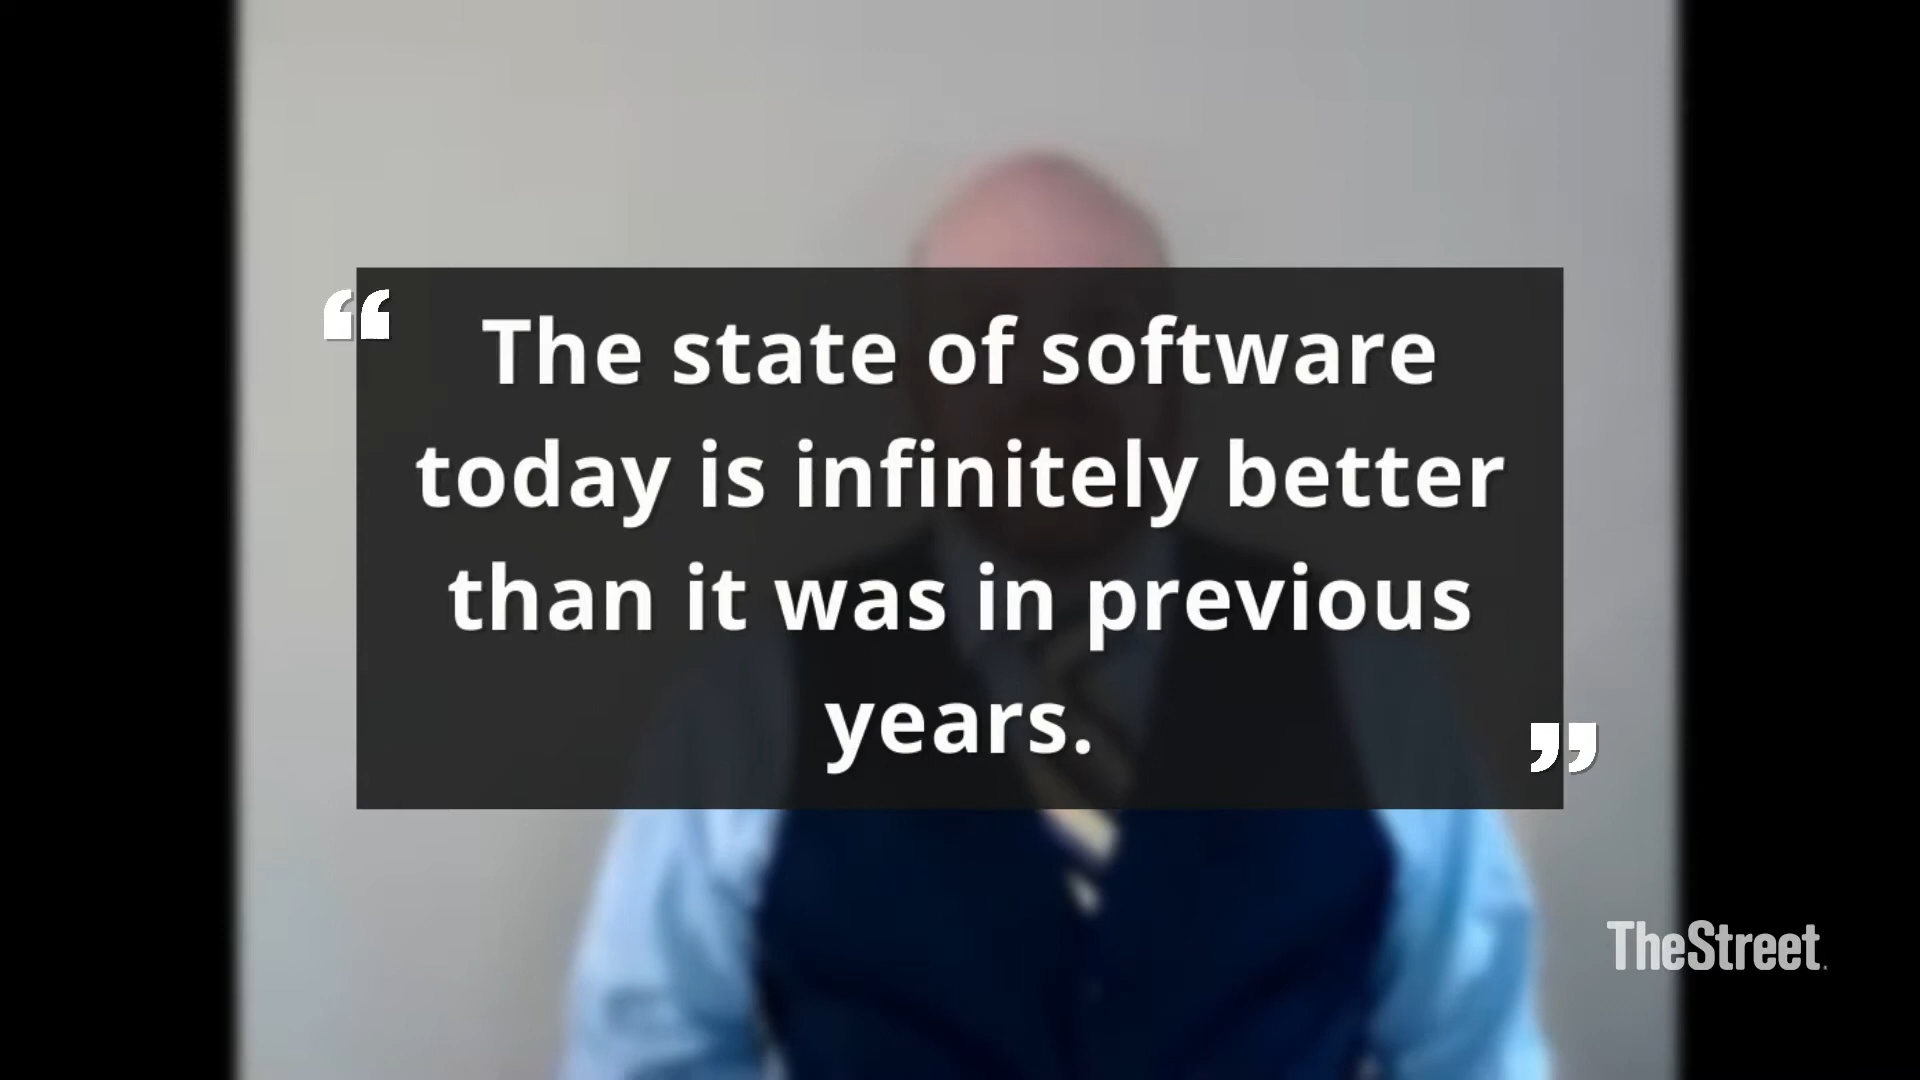 “The state of software
today is infinitely better
than it was in previous
years.”
TheStreet.